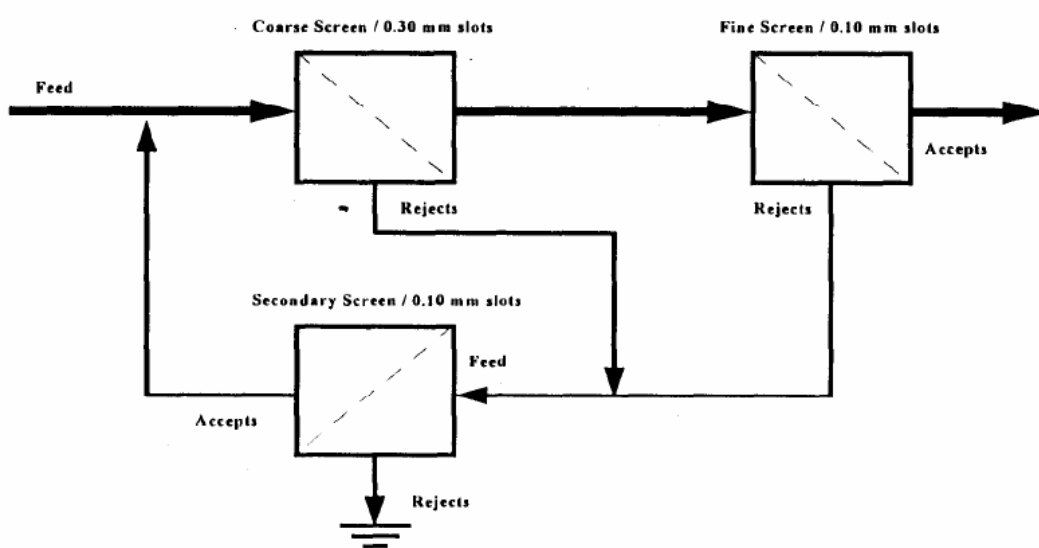 Coarse Screen / 0.30 mm slots
Fine Screen / 0.10 mm slots
Feed
Accepts
Rejects
Rejects
Secondary Screen / 0.10 mm slots
Feed
Accepts
Rejects